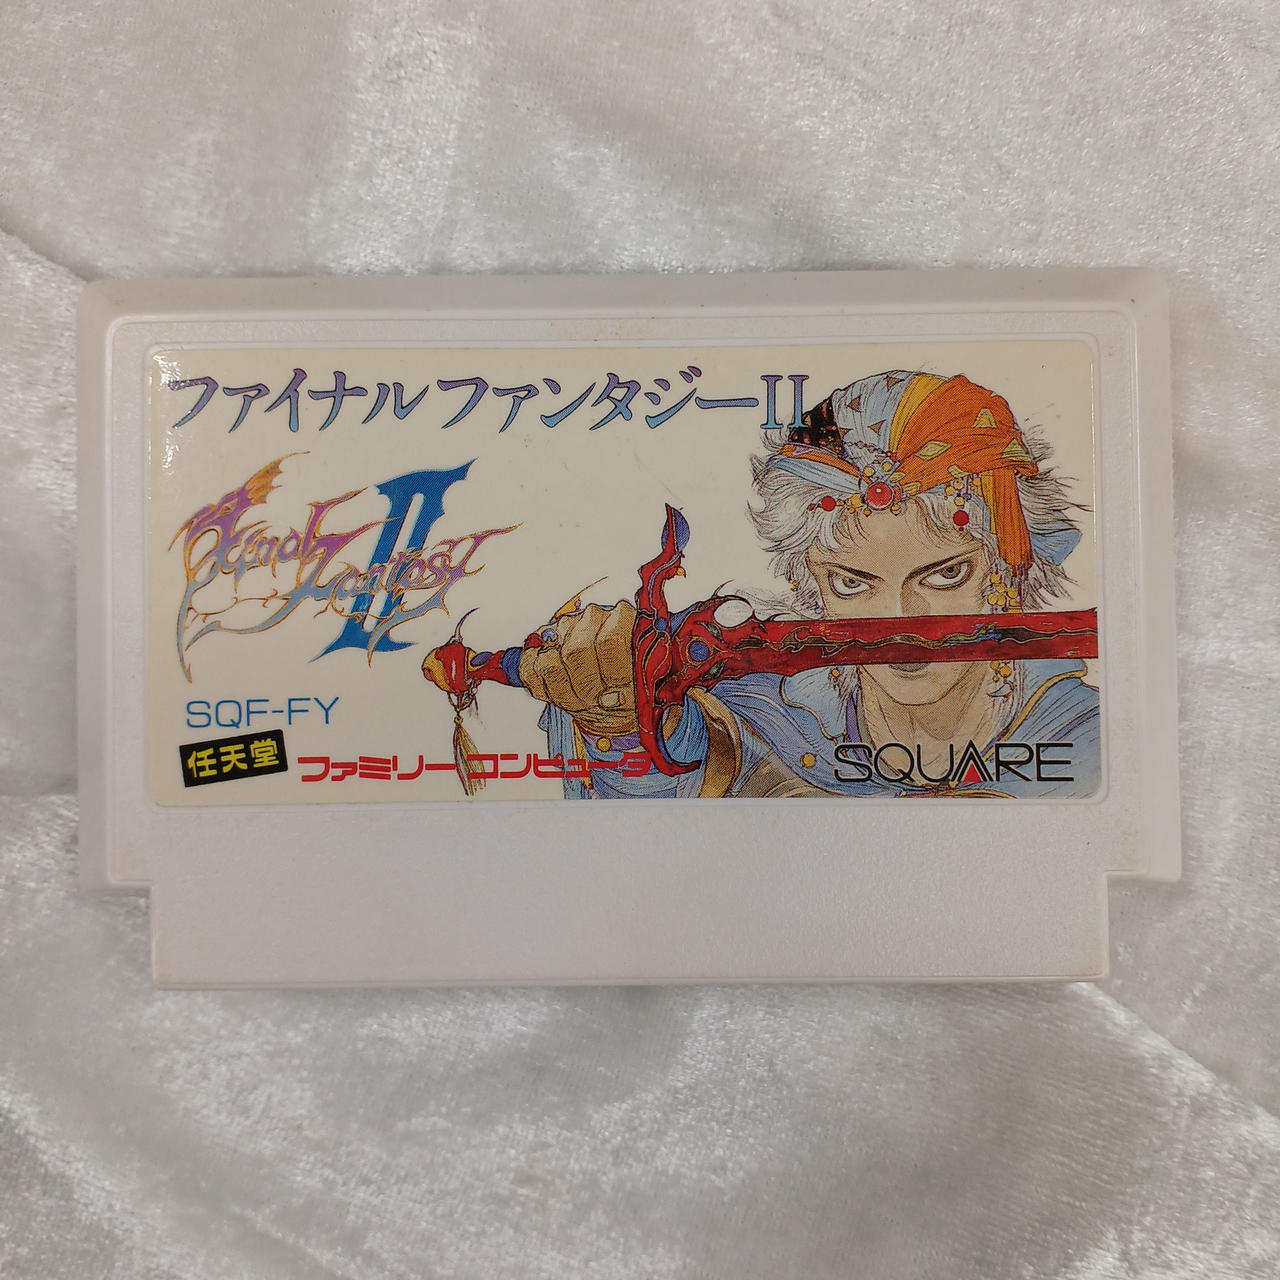 ファイナルファンタジーII
Final Fantasy II
SQF-FY
任天堂 ファミリーコンピュータ
SQUARE